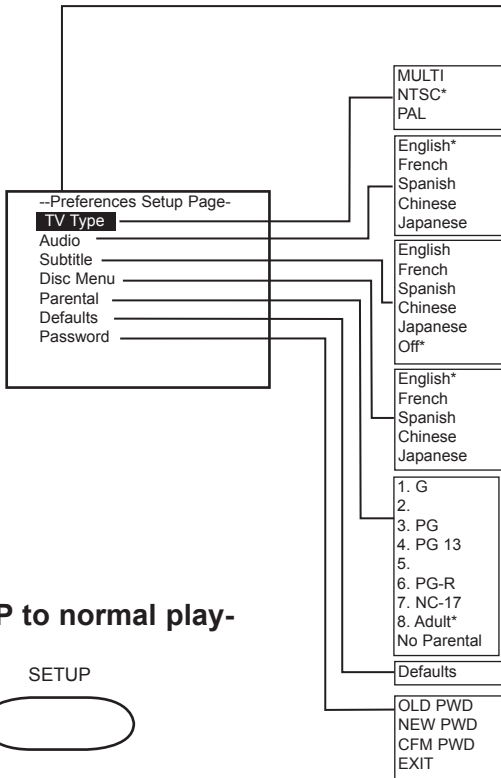 --Preferences Setup Page-
TV Type
Audio
Subtitle
Disc Menu
Parental
Defaults
Password
MULTI
NTSC*
PAL
English*
French
Spanish
Chinese
Japanese
English
French
Spanish
Chinese
Japanese
Off*
English*
French
Spanish
Chinese
Japanese
1. G
2.
3. PG
4. PG 13
5.
6. PG-R
7. NC-17
8. Adult*
No Parental
Defaults
OLD PWD
NEW PWD
CFM PWD
EXIT
P to normal play-
SETUP